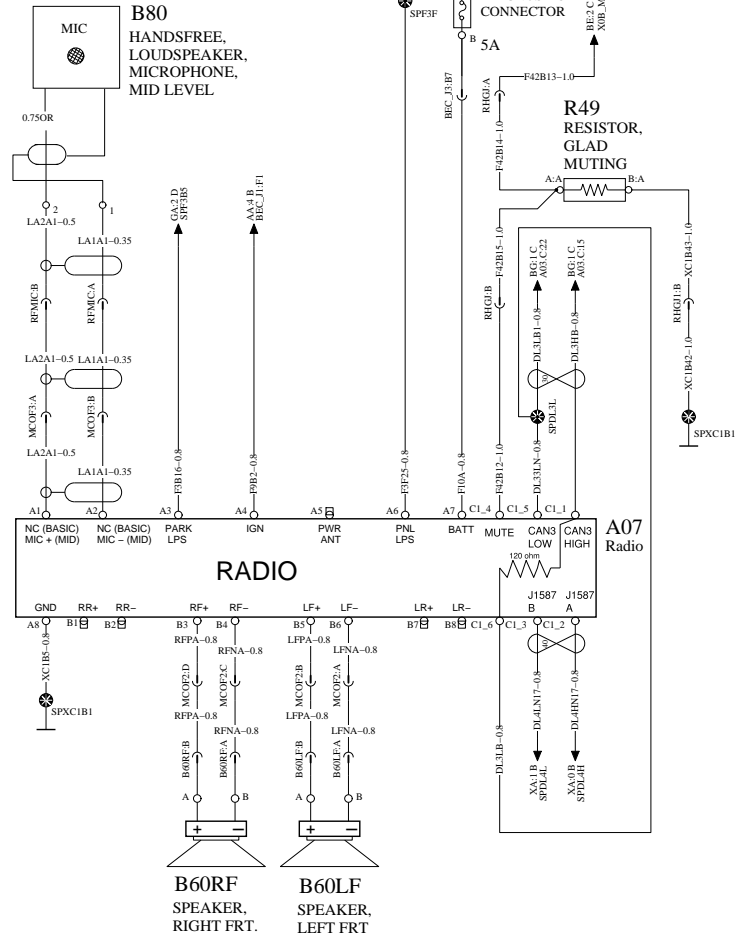 B80
HANDSFREE,
LOUDSPEAKER,
MICROPHONE,
MID LEVEL
MIC
0.75OR
SPF3F
CONNECTOR
B
5A
BEC_J3:B7
BE:2 C
F42B13-1.0
RHGJ:A
F42B14-1.0
R49
RESISTOR,
GLAD
MUTING
A:A
B:A
2
1
LA2A1-0.5
LA1A1-0.35
GA:2 D
SPF3B5
AA:4 B
BEC_J1:F1
RFMIC:B
RFMIC:A
F42B15-1.0
RHGJ:B
BG:1 C
A03.C:22
BG:1 C
A03.C:15
XC1B43-1.0
RHGJ1:B
XC1B42-1.0
SPXC1B1
LA2A1-0.5
LA1A1-0.35
DL3LB1-0.8
DL3HB-0.8
30
SPDL3L
MCOF3:A
MCOF3:B
LA2A1-0.5
LA1A1-0.35
F3B16-0.8
F9B2-0.8
F3F25-0.8
F10A-0.8
F42B12-1.0
DL33LN-0.8
A1
A2
A3
A4
A5
A6
A7
C1_4
C1_5
C1_1
NC (BASIC)
MIC + (MID)
NC (BASIC)
MIC - (MID)
PARK
LPS
IGN
PWR
ANT
PNL
LPS
BATT
MUTE
CAN3
LOW
CAN3
HIGH
A07
Radio
120 ohm
RADIO
J1587
B
J1587
A
GND
RR+
RR-
RF+
RF-
LF+
LF-
LR+
LR-
A8
B1
B2
B3
B4
B5
B6
B7
B8
C1_6
C1_3
C1_2
XC1B5-0.8
SPXC1B1
RFPA-0.8
RFNA-0.8
LFPA-0.8
LFNA-0.8
MCOF2:D
MCOF2:C
MCOF2:B
MCOF2:A
RFPA-0.8
RFNA-0.8
LFPA-0.8
LFNA-0.8
B60RF:B
B60RF:A
B60LF:B
B60LF:A
DL3LB-0.8
40
DL4LN17-0.8
DL4HN17-0.8
XA:1 B
SPDL4L
XA:0 B
SPDL4H
A
B
A
B
+
-
+
-
B60RF
SPEAKER,
RIGHT FRT.
B60LF
SPEAKER,
LEFT FRT